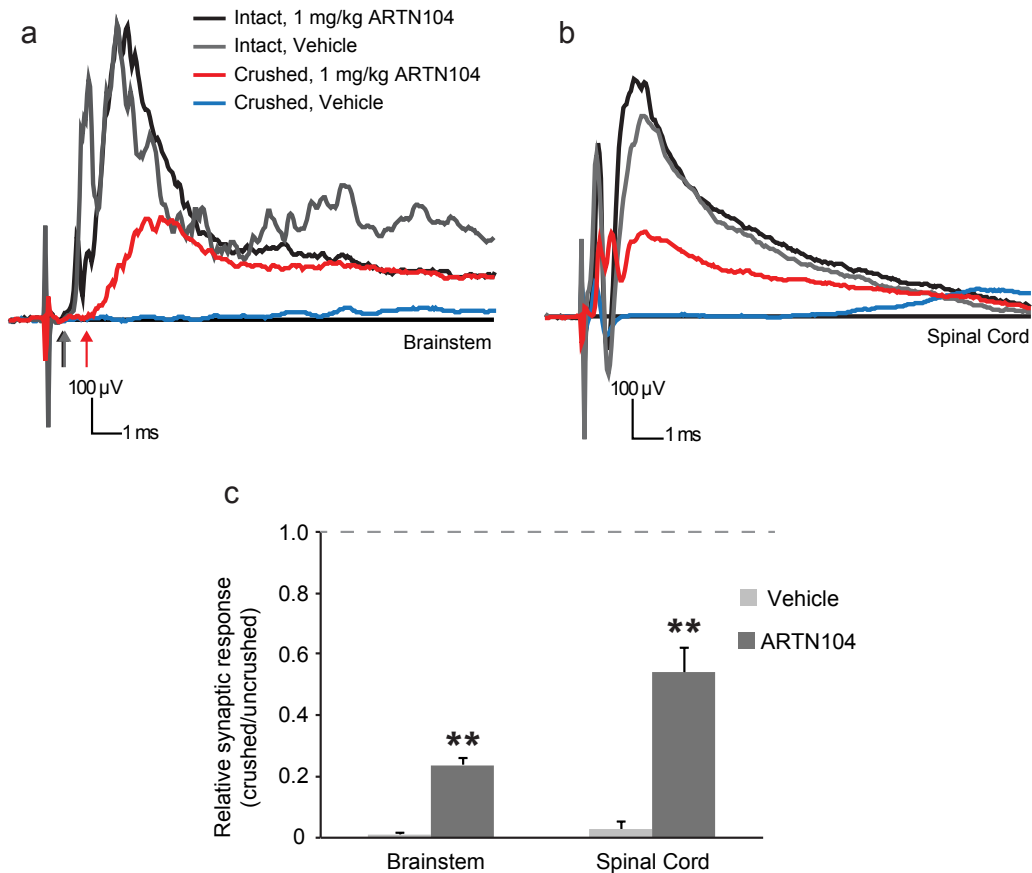 a
Intact, 1 mg/kg ARTN104
Intact, Vehicle
Crushed, 1 mg/kg ARTN104
Crushed, Vehicle
Brainstem
100 µV
1 ms
b
Spinal Cord
100 µV
1 ms
c
Relative synaptic response
(crushed/uncrushed)
1.0
0.8
0.6
0.4
0.2
0
**
**
Vehicle
ARTN104
Brainstem
Spinal Cord